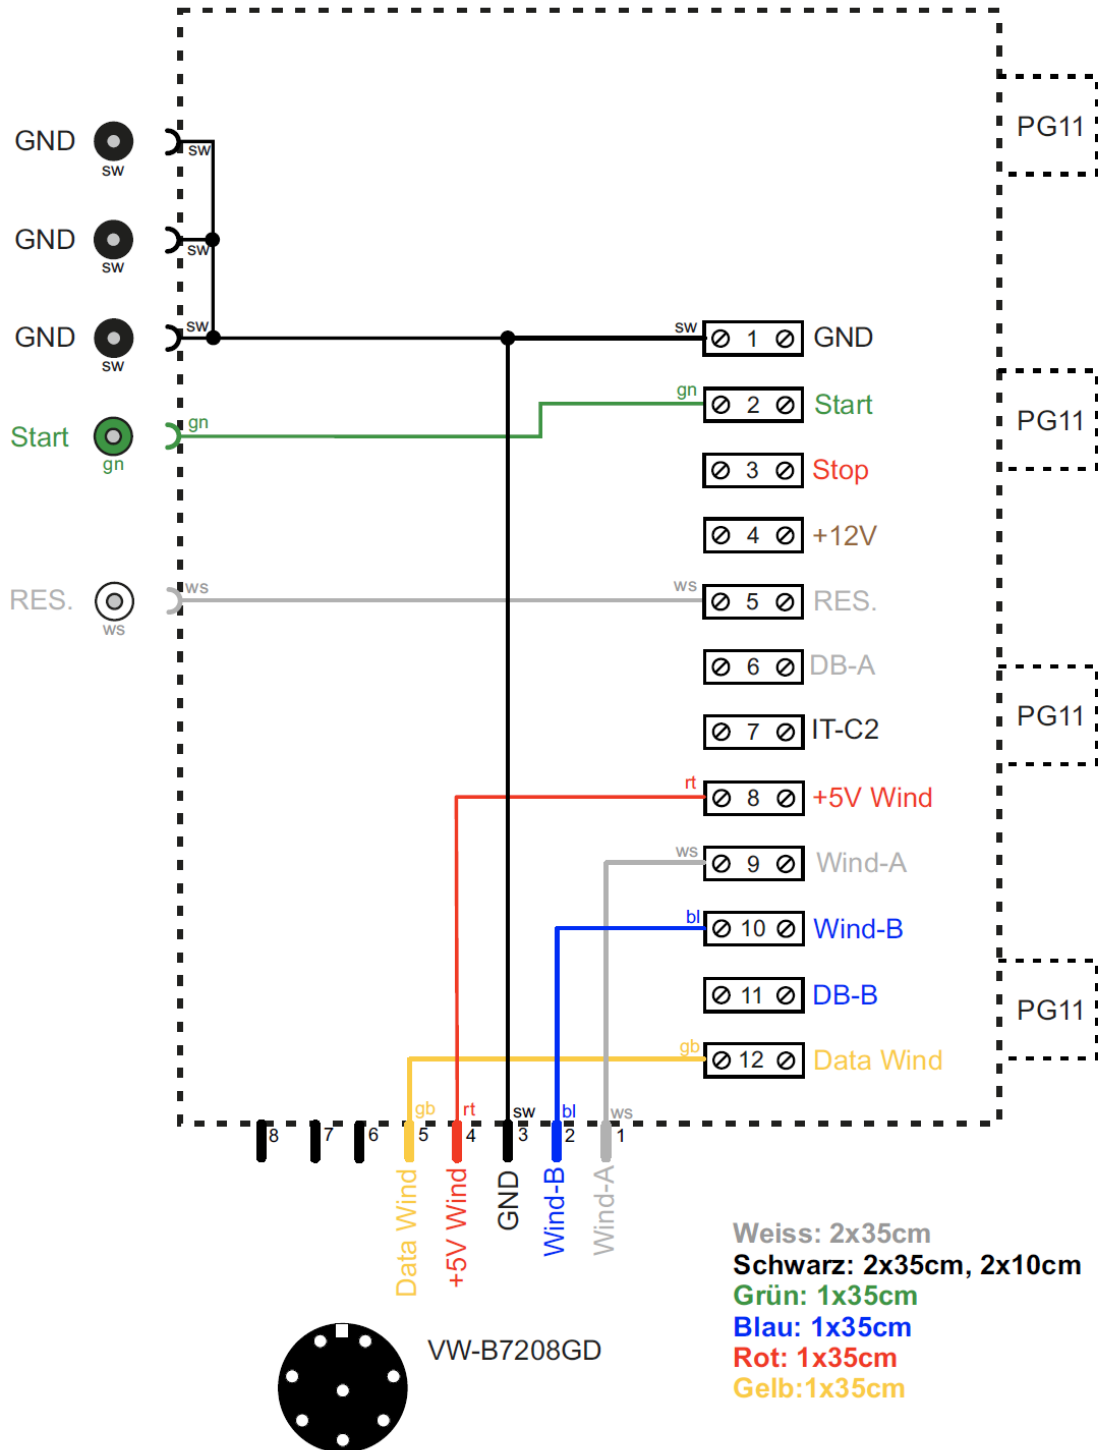 PG11
GND
sw
sw
GND
sw
sw
GND
sw
sw
sw
1
GND
gn
2
Start
PG11
Start
gn
gn
3
Stop
4
+12V
RES.
ws
ws
ws
5
RES.
6
DB-A
7
IT-C2
PG11
rt
8
+5V Wind
ws
9
Wind-A
bl
10
Wind-B
11
DB-B
PG11
gb
12
Data Wind
gb
rt
sw
bl
ws
8
7
6
5
4
3
2
1
Data Wind
+5V Wind
GND
Wind-B
Wind-A
Weiss: 2x35cm
Schwarz: 2x35cm, 2x10cm
Grün: 1x35cm
Blau: 1x35cm
Rot: 1x35cm
Gelb:1x35cm
VW-B7208GD